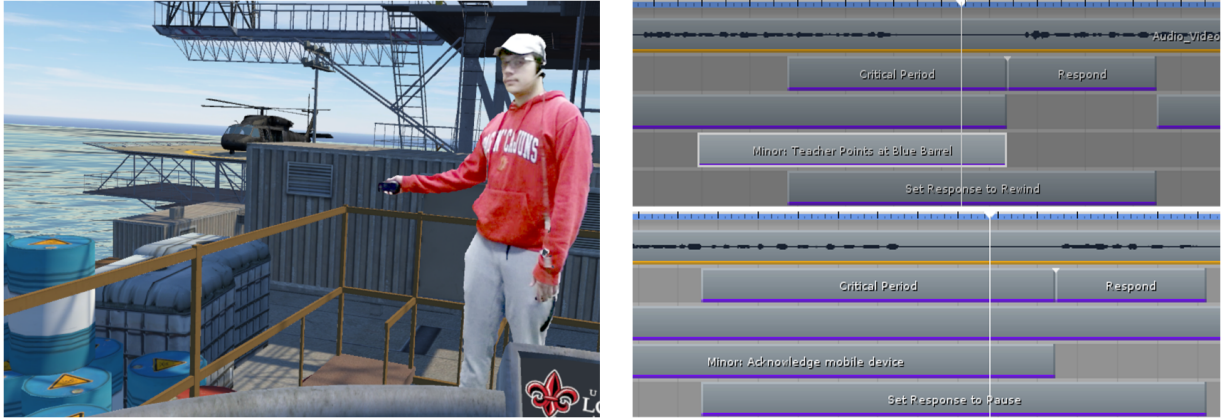 N' CAJUNS
U
Audio_Video
Critical Period
Respond
Minor: Teacher Points at Blue Barrel
Set Response to Rewind
Critical Period
Respond
Minor: Acknowledge mobile device
Set Response to Pause